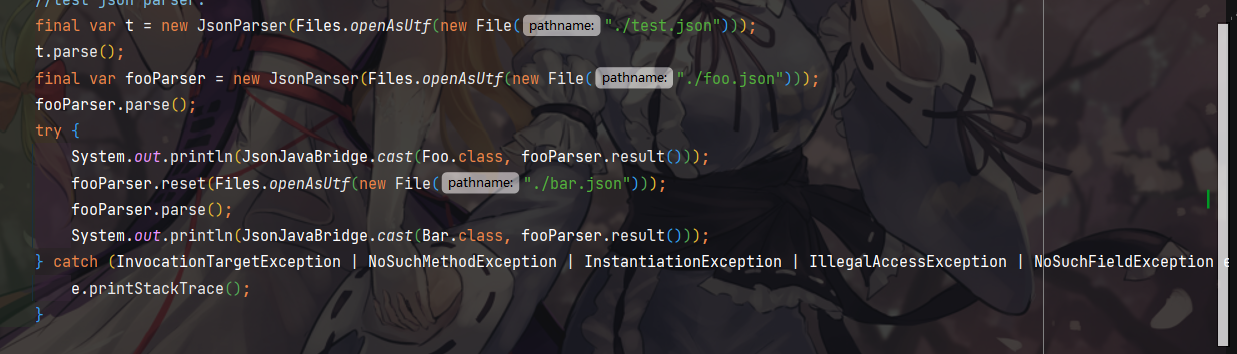 //test json parser.
final var t = new JsonParser(Files.openAsUtf(new File( pathname: "./test.json")));
t.parse();
final var fooParser = new JsonParser(Files.openAsUtf(new File( pathname: "./foo.json")));
fooParser.parse();
try {
    System.out.println(JsonJavaBridge.cast(Foo.class, fooParser.result()));
    fooParser.reset(Files.openAsUtf(new File( pathname: "./bar.json")));
    fooParser.parse();
    System.out.println(JsonJavaBridge.cast(Bar.class, fooParser.result()));
} catch (InvocationTargetException | NoSuchMethodException | InstantiationException | IllegalAccessException | NoSuchFieldException e
    e.printStackTrace();
}